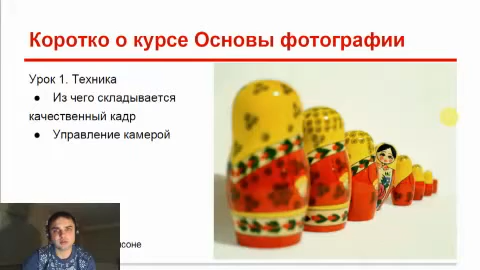 Коротко о курсе Основы фотографии
Урок 1. Техника
● Из чего складывается
качественный кадр
● Управление камерой